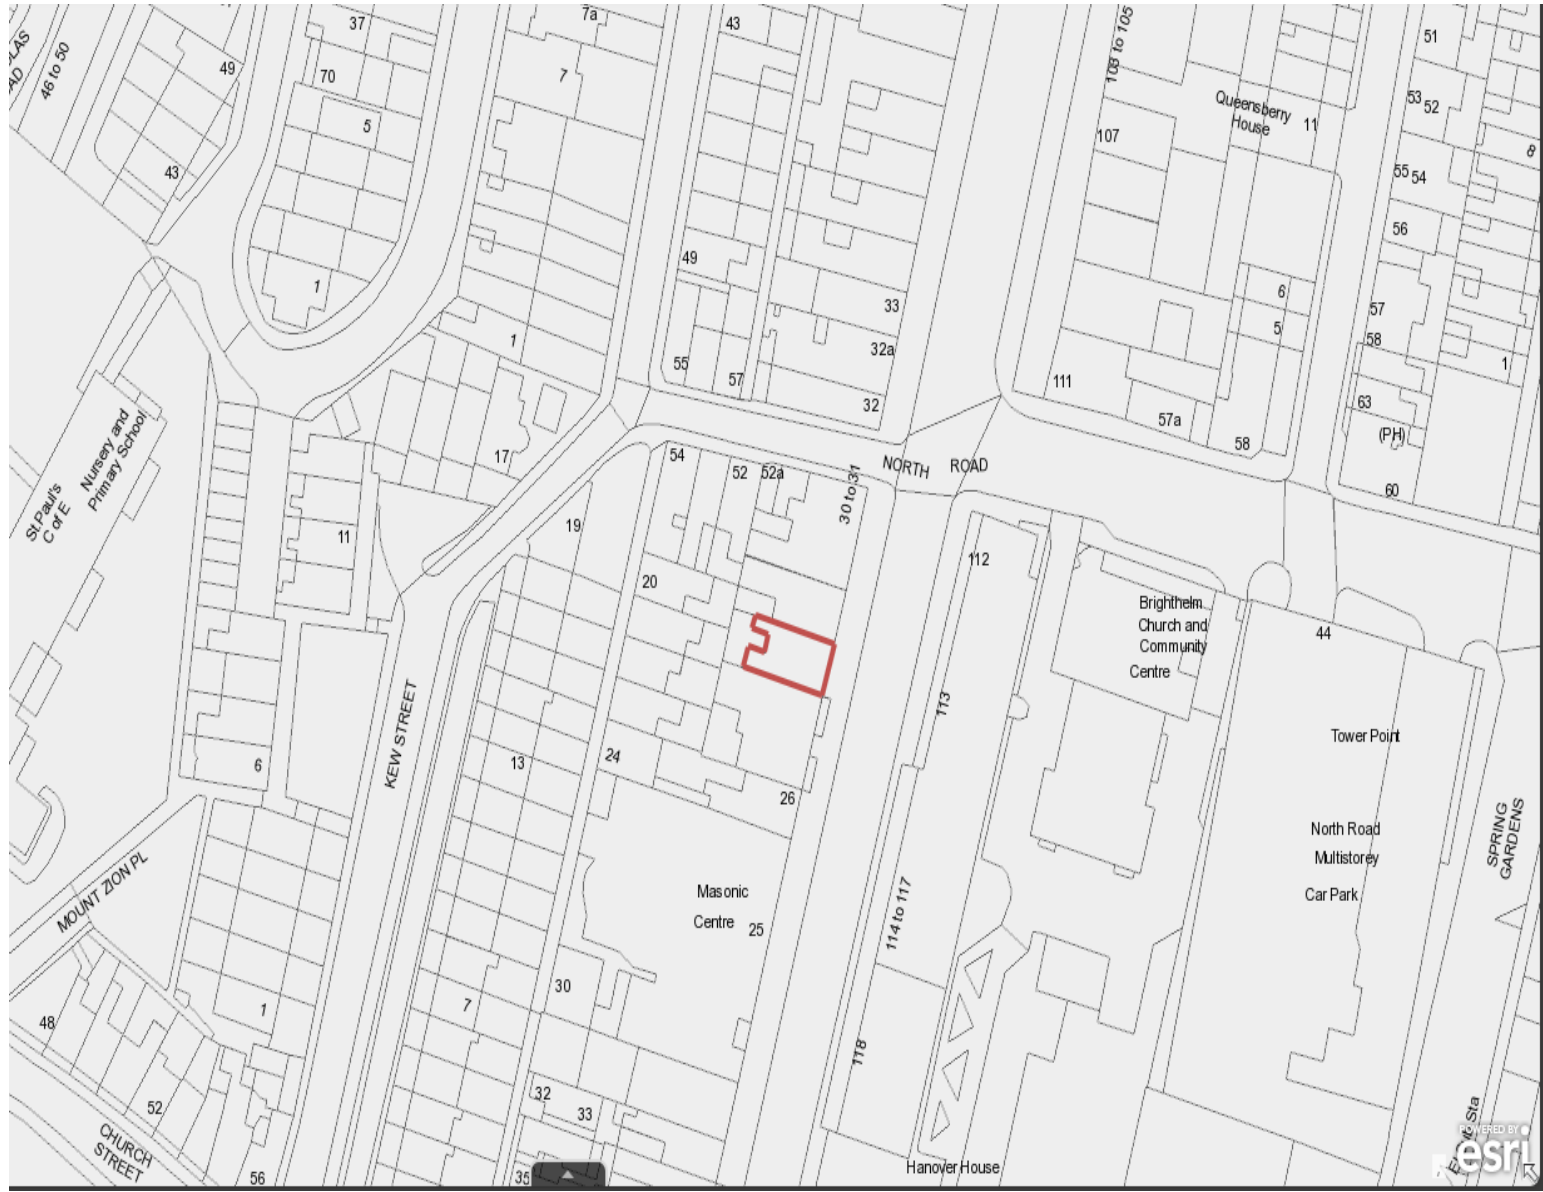 37
7a
43
51
49
70
7
5
43
46 to 50
103 to 105
Queensberry
House
11
107
53
52
8
55
54
56
49
1
6
5
33
57
58
1
32a
1
55
57
32
111
57a
58
63
(PH)
60
17
54
52
52a
NORTH ROAD
30 to 31
St.Paul's
C of E
Nursery and
Primary School
11
19
20
112
Brighthelm
Church and
Community
Centre
44
113
KEW STREET
6
13
24
26
Tower Point
North Road
Multistorey
Car Park
SPRING
GARDENS
MOUNT ZION PL
Masonic
Centre
25
114 to 117
30
7
1
48
118
52
32
33
CHURCH
STREET
56
35
Hanover House
Sta
POWERED BY
esri